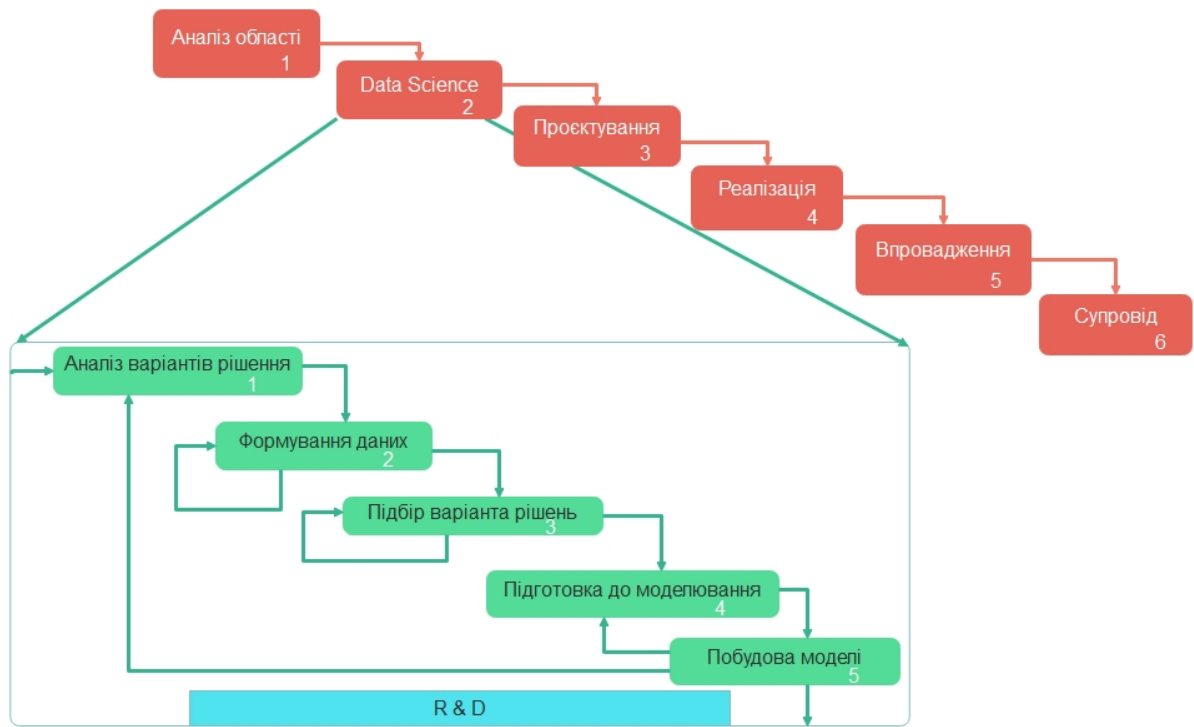 Аналіз області
1
Data Science
2
Проєктування
3
Реалізація
4
Впровадження
5
Супровід
6
Аналіз варіантів рішення
1
Формування даних
2
Підбір варіанта рішень
3
Підготовка до моделювання
4
Побудова моделі
5
R & D